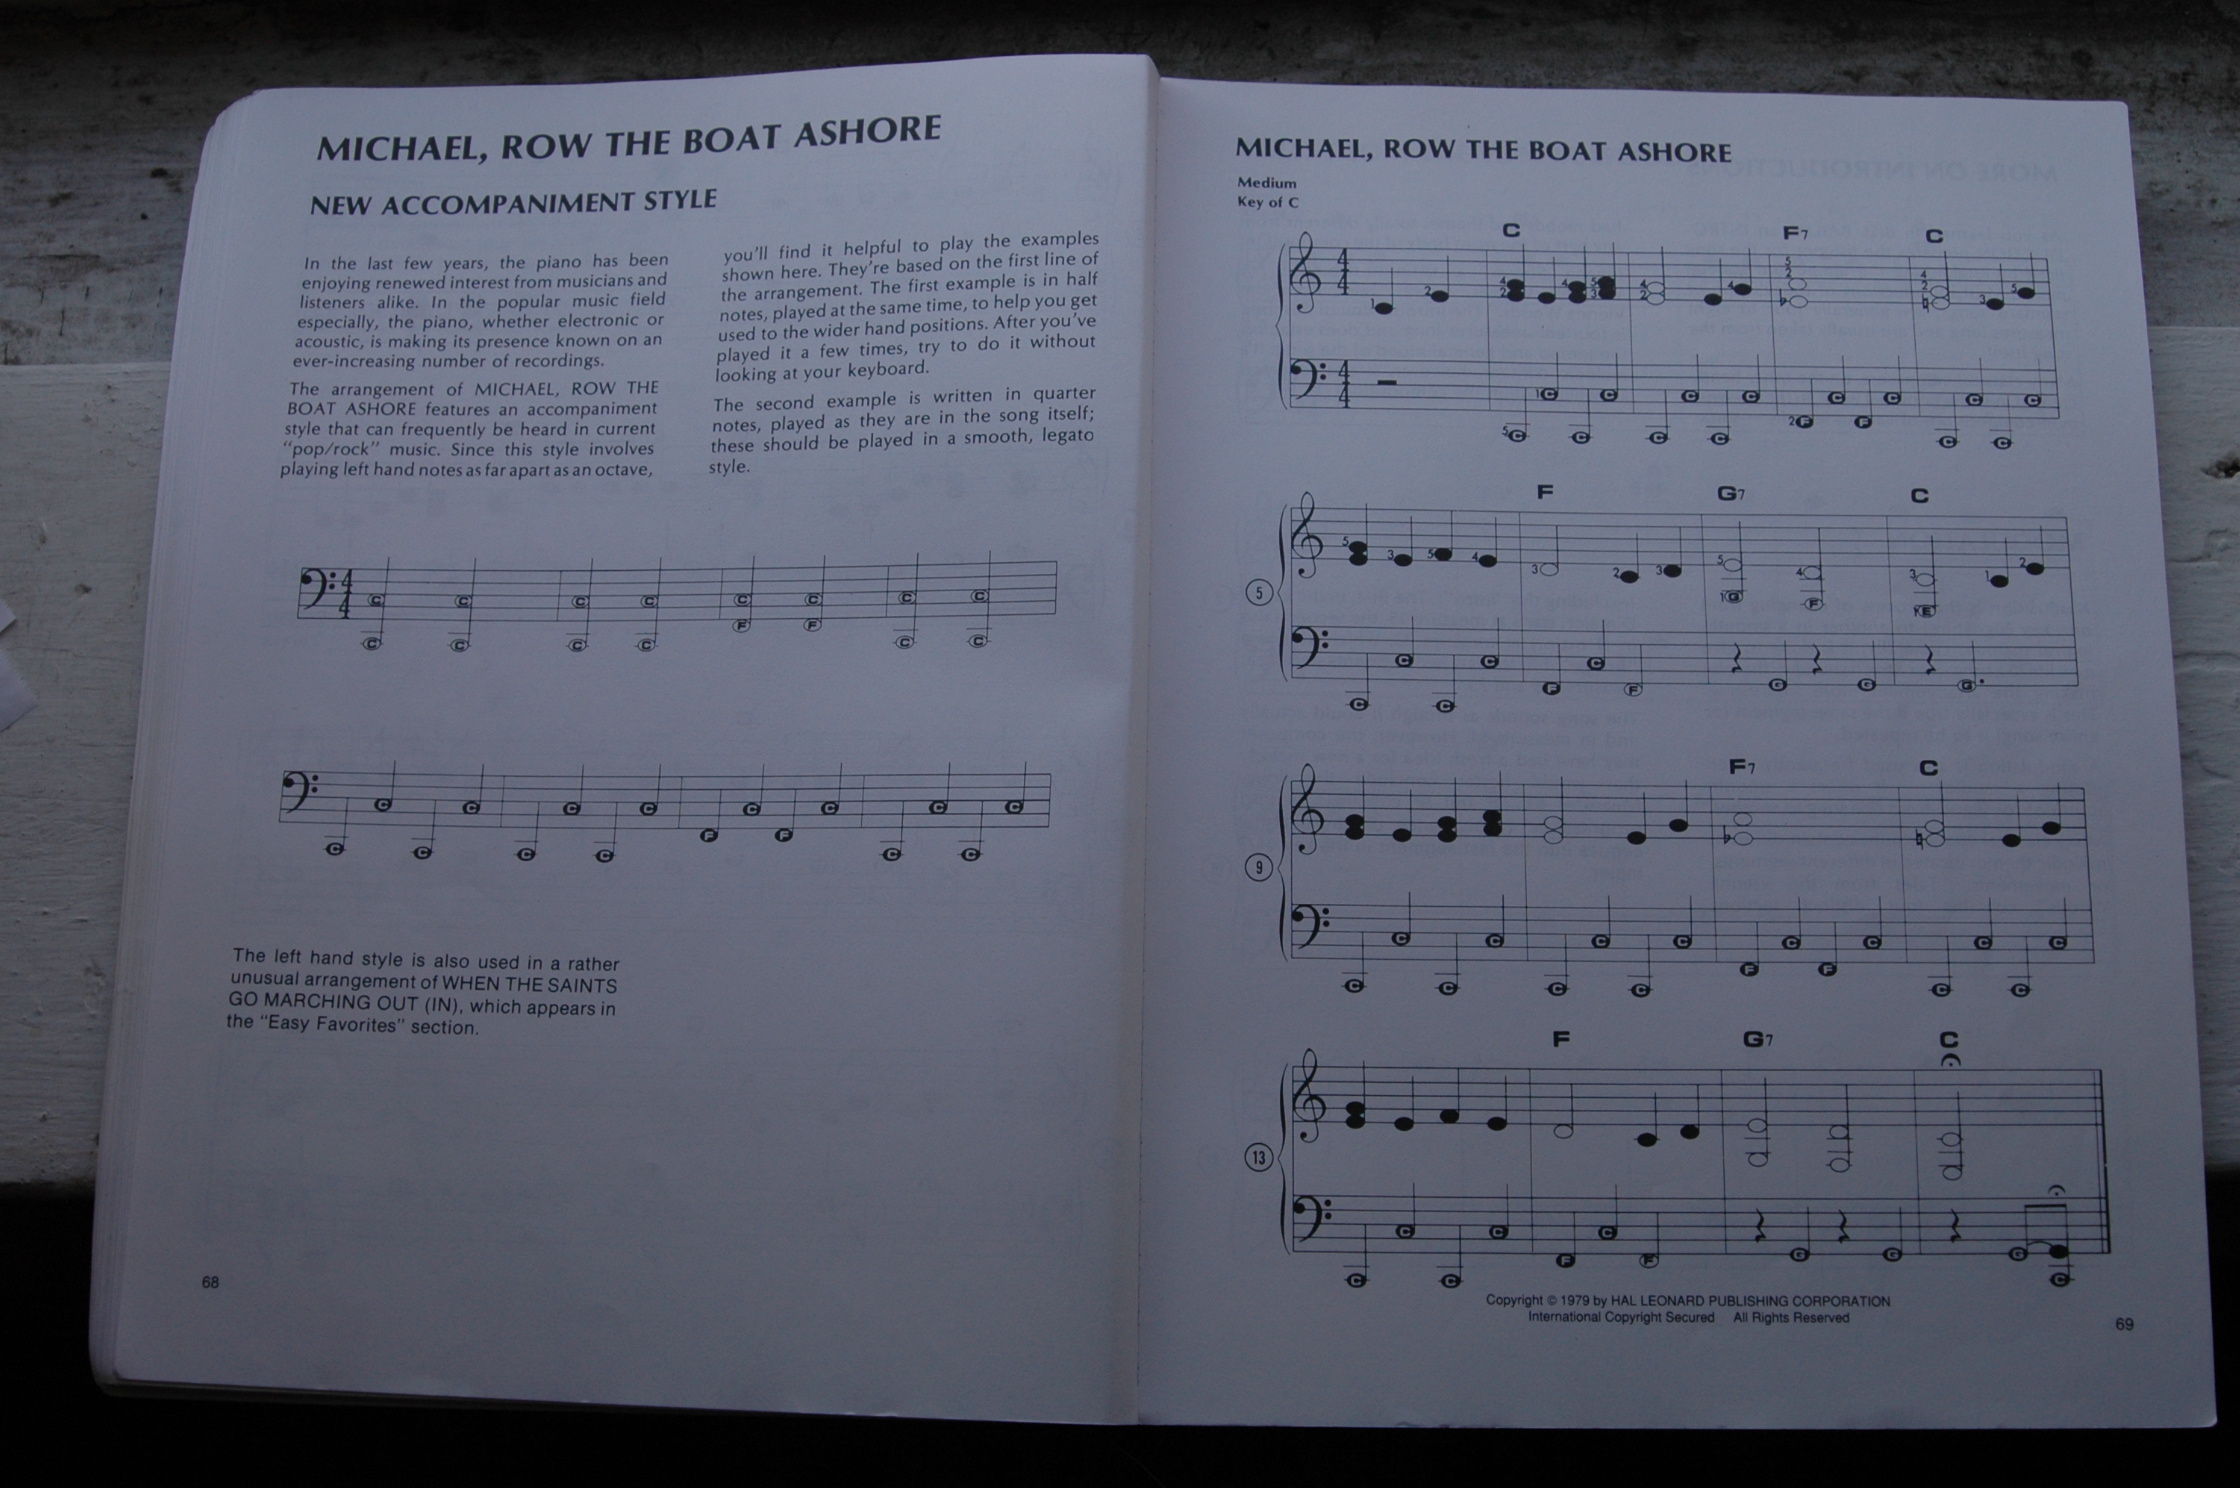 MICHAEL, ROW THE BOAT ASHORE
NEW ACCOMPANIMENT STYLE
In the last few years, the piano has been
enjoying renewed interest from musicians and
listeners alike. In the popular music field
especially, the piano, whether electronic or
acoustic, is making its presence known on an
ever-increasing number of recordings.
The arrangement of MICHAEL, ROW THE
BOAT ASHORE features an accompaniment
style that can frequently be heard in current
"pop/rock" music. Since this style involves
playing left hand notes as far apart as an octave,
you'll find it helpful to play the examples
shown here. They're based on the first line of
the arrangement. The first example is in half
notes, played at the same time, to help you get
used to the wider hand positions. After you've
played it a few times, try to do it without
looking at your keyboard.
The second example is written in quarter
notes, played as they are in the song itself;
these should be played in a smooth, legato
style.
4
4
C C C C C C C C
C C C C F F C C
C C C C C C C C
C C C C F F C C
The left hand style is also used in a rather
unusual arrangement of WHEN THE SAINTS
GO MARCHING OUT (IN), which appears in
the "Easy Favorites" section.
68
MICHAEL, ROW THE BOAT ASHORE
Medium
Key of C
C F7 C
4
4
4
4
C C C C C C C C
C C C C F F C C
F G7 C
5
G F E
C C C G G G
C C F F
F7 C
9
C C C C C C C C
C C C C F F C C
F G7 C
13
C C C G G G
C C F F C
Copyright © 1979 by HAL LEONARD PUBLISHING CORPORATION
International Copyright Secured All Rights Reserved
69